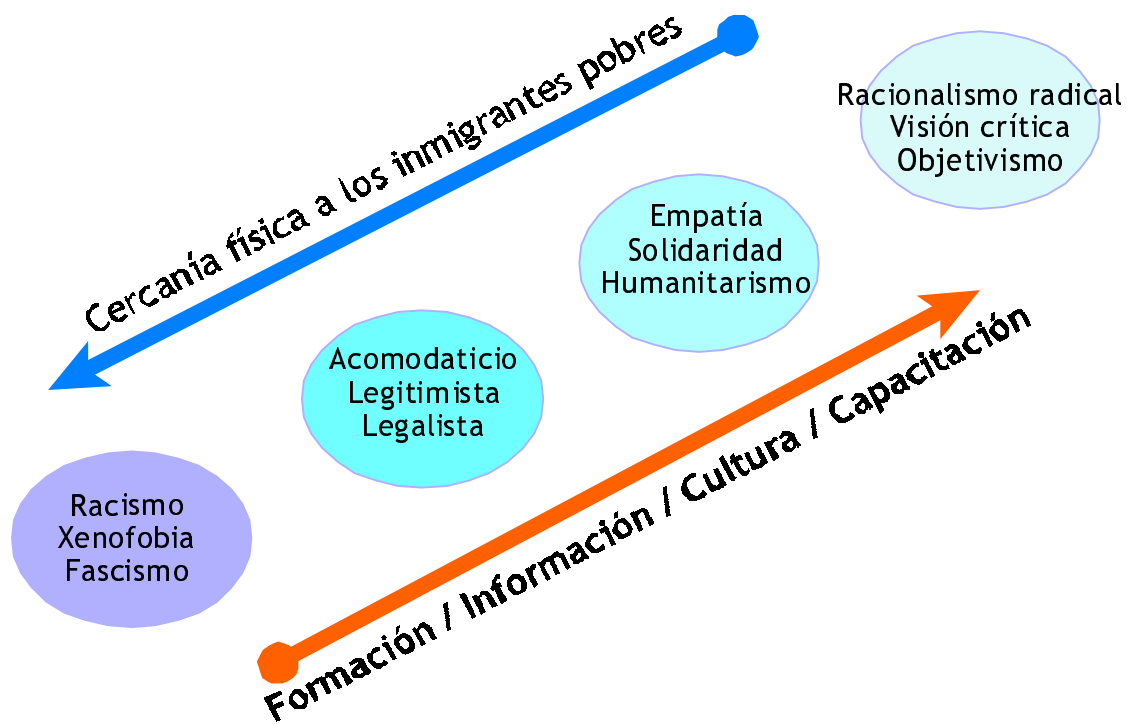 Cercanía física a los inmigrantes pobres
Racionalismo radical
Visión crítica
Objetivismo
Empatía
Solidaridad
Humanitarismo
Acomodaticio
Legitimista
Legalista
Racismo
Xenofobia
Fascismo
Formación / Información / Cultura / Capacitación